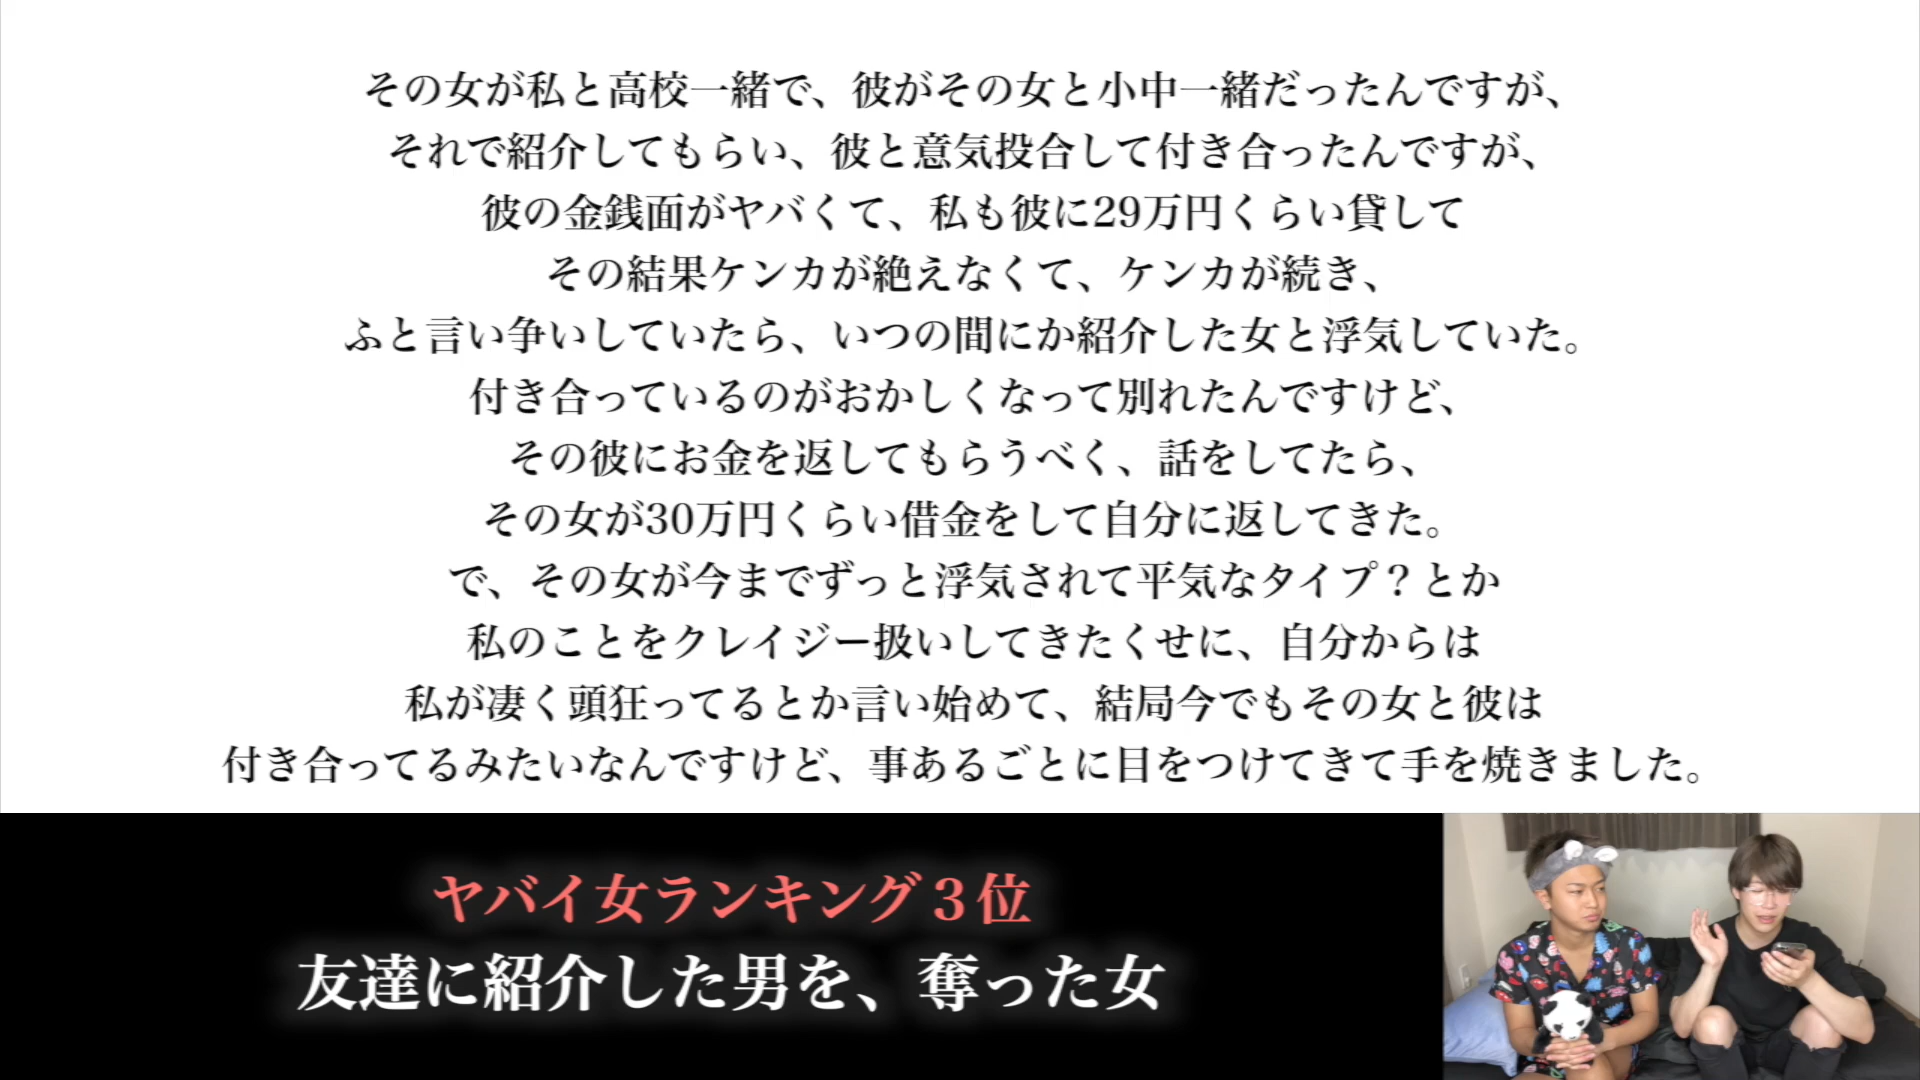 その女が私と高校一緒で、彼がその女と小中一緒だったんですが、
それで紹介してもらい、彼と意気投合して付き合ったんですが、
彼の金銭面がヤバくて、私も彼に29万円くらい貸して
その結果ケンカが絶えなくて、ケンカが続き、
ふと言い争いしていたら、いつの間にか紹介した女と浮気していた。
付き合っているのがおかしくなって別れたんですけど、
その彼にお金を返してもらうべく、話をしてたら、
その女が30万円くらい借金をして自分に返してきた。
で、その女が今までずっと浮気されて平気なタイプ？とか
私のことをクレイジー扱いしてきたくせに、自分からは
私が凄く頭狂ってるとか言い始めて、結局今でもその女と彼は
付き合ってるみたいなんですけど、事あるごとに目をつけてきて手を焼きました。
ヤバイ女ランキング３位
友達に紹介した男を、奪った女